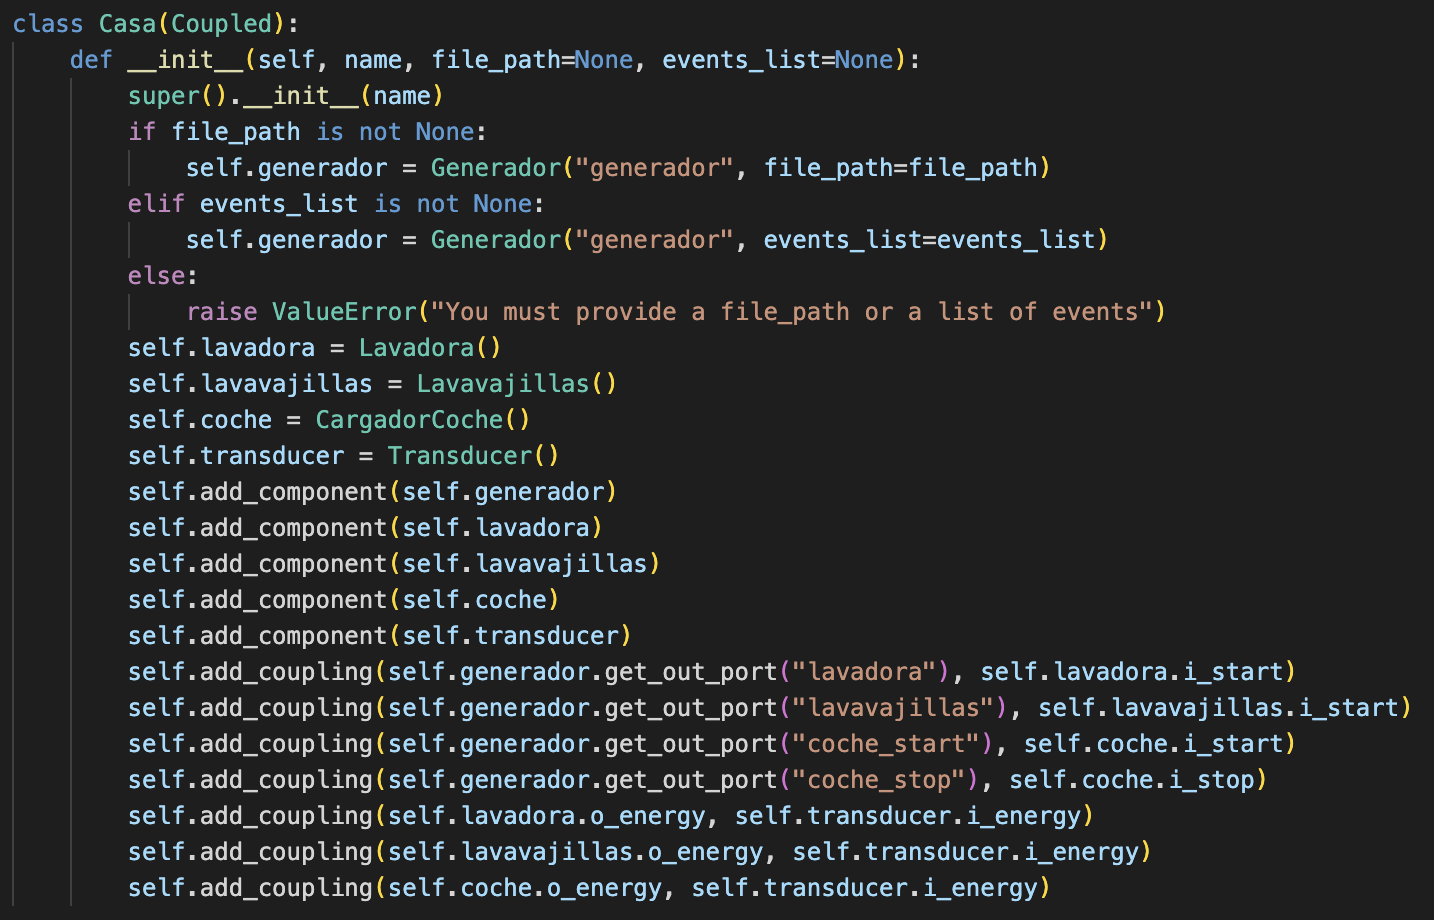 class Casa(Coupled):
    def __init__(self, name, file_path=None, events_list=None):
        super().__init__(name)
        if file_path is not None:
            self.generador = Generador("generador", file_path=file_path)
        elif events_list is not None:
            self.generador = Generador("generador", events_list=events_list)
        else:
            raise ValueError("You must provide a file_path or a list of events")
        self.lavadora = Lavadora()
        self.lavavajillas = Lavavajillas()
        self.coche = CargadorCoche()
        self.transducer = Transducer()
        self.add_component(self.generador)
        self.add_component(self.lavadora)
        self.add_component(self.lavavajillas)
        self.add_component(self.coche)
        self.add_component(self.transducer)
        self.add_coupling(self.generador.get_out_port("lavadora"), self.lavadora.i_start)
        self.add_coupling(self.generador.get_out_port("lavavajillas"), self.lavavajillas.i_start)
        self.add_coupling(self.generador.get_out_port("coche_start"), self.coche.i_start)
        self.add_coupling(self.generador.get_out_port("coche_stop"), self.coche.i_stop)
        self.add_coupling(self.lavadora.o_energy, self.transducer.i_energy)
        self.add_coupling(self.lavavajillas.o_energy, self.transducer.i_energy)
        self.add_coupling(self.coche.o_energy, self.transducer.i_energy)